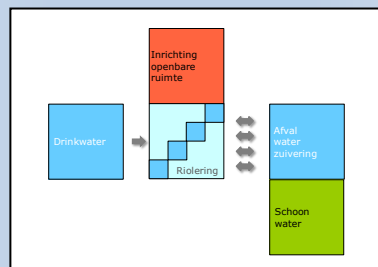 Inrichting
openbare
ruimte
Drinkwater
Riolering
Afval
water
zuivering
Schoon
water